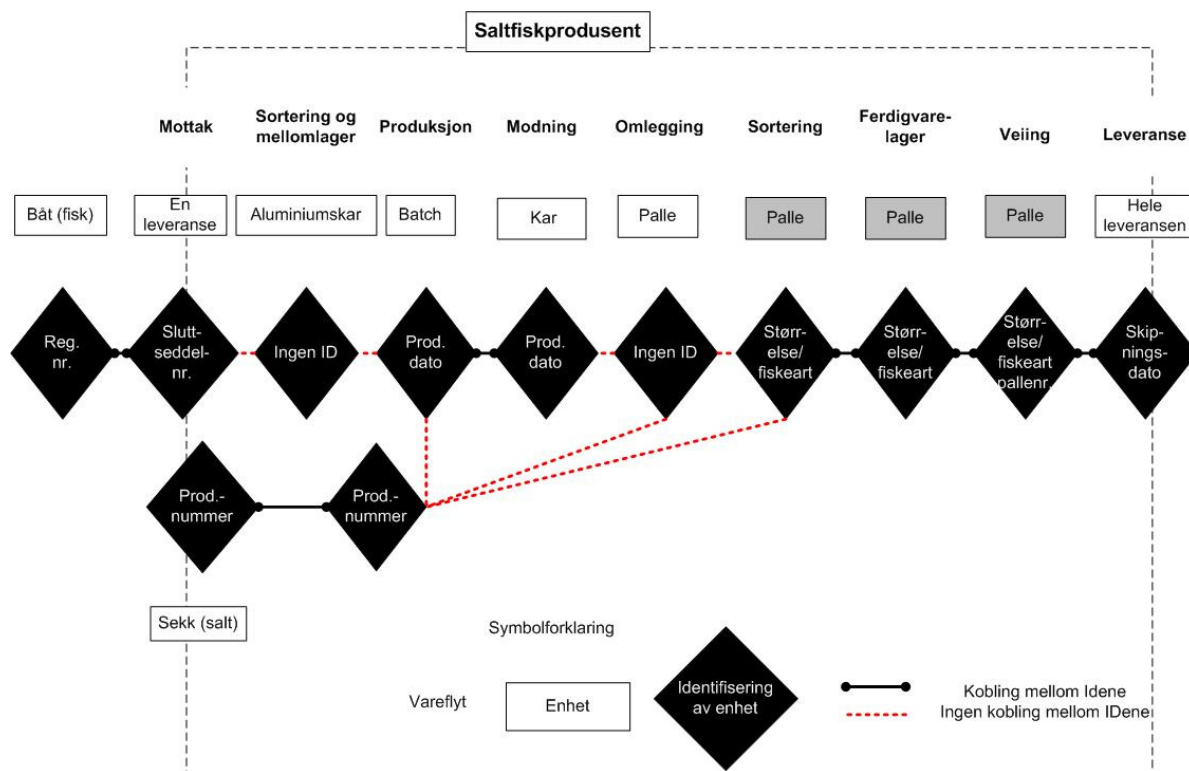 Saltfiskprodusent
Mottak
Sortering og
mellomlager
Produksjon
Modning
Omlegging
Sortering
Ferdigvare-
lager
Veiing
Leveranse
Båt (fisk)
En
leveranse
Aluminiumskar
Batch
Kar
Palle
Palle
Palle
Palle
Hele
leveransen
Reg.
nr.
Slutt-
seddel-
nr.
Ingen ID
Prod.
dato
Prod.
dato
Ingen ID
Størr-
else/
fiskeart
Størr-
else/
fiskeart
Størr-
else/
fiskeart
pallenr.
Skip-
nings-
dato
Prod.-
nummer
Prod.-
nummer
Sekk (salt)
Symbolforklaring
Vareflyt
Enhet
Identifisering
av enhet
Kobling mellom Idene
Ingen kobling mellom IDene